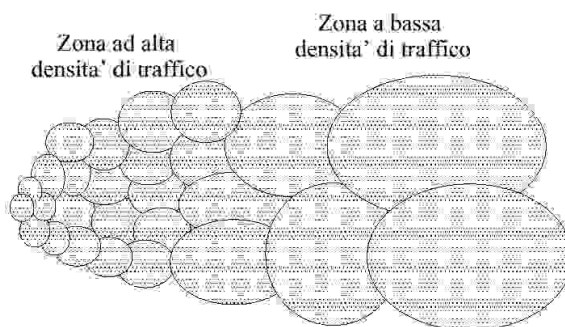 Zona ad alta
densita' di traffico
Zona a bassa
densita' di traffico